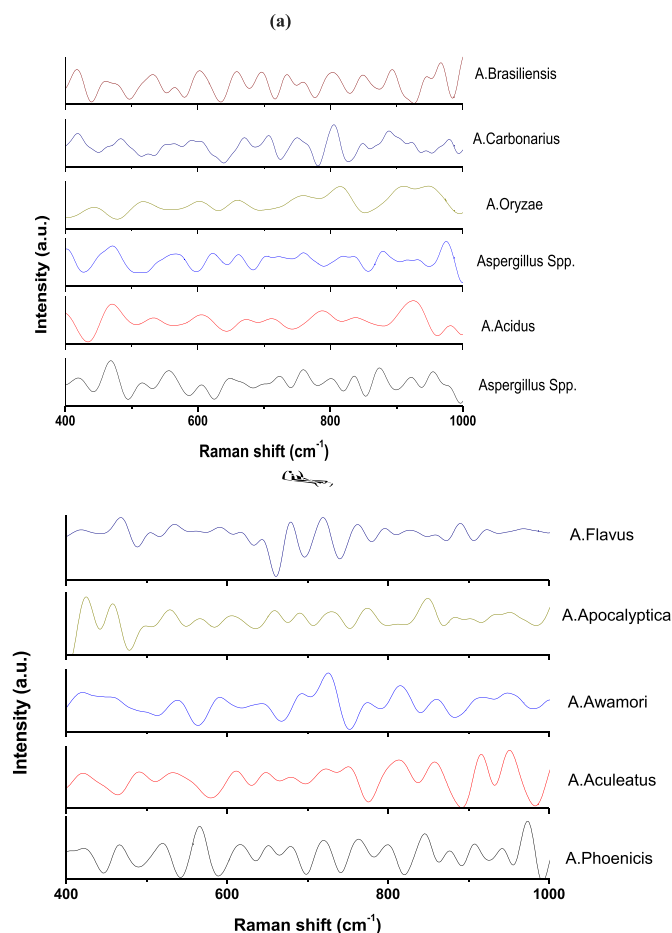 (a)
A.Brasiliensis
A.Carbonarius
A.Oryzae
Aspergillus Spp.
A.Acidus
Aspergillus Spp.
Intensity (a.u.)
400 600 800 1000
Raman shift (cm-1)
A.Flavus
A.Apocalyptica
A.Awamori
A.Aculeatus
A.Phoenicis
Intensity (a.u.)
400 600 800 1000
Raman shift (cm-1)